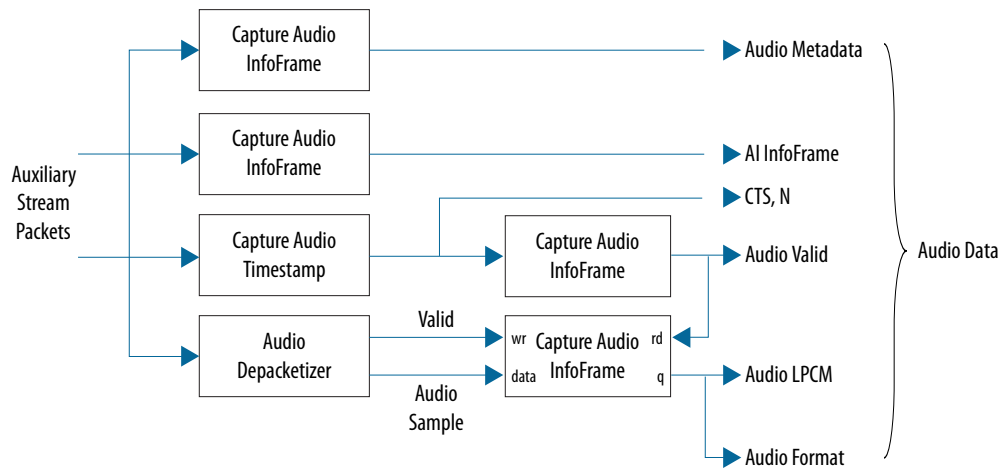 Capture Audio
InfoFrame
Audio Metadata
Capture Audio
InfoFrame
AI InfoFrame
Auxiliary
Stream
Packets
CTS, N
Capture Audio
Timestamp
Capture Audio
InfoFrame
Audio Valid
Audio Data
Valid
Audio
Depacketizer
wr
Capture Audio
InfoFrame
rd
data
q
Audio
Sample
Audio LPCM
Audio Format